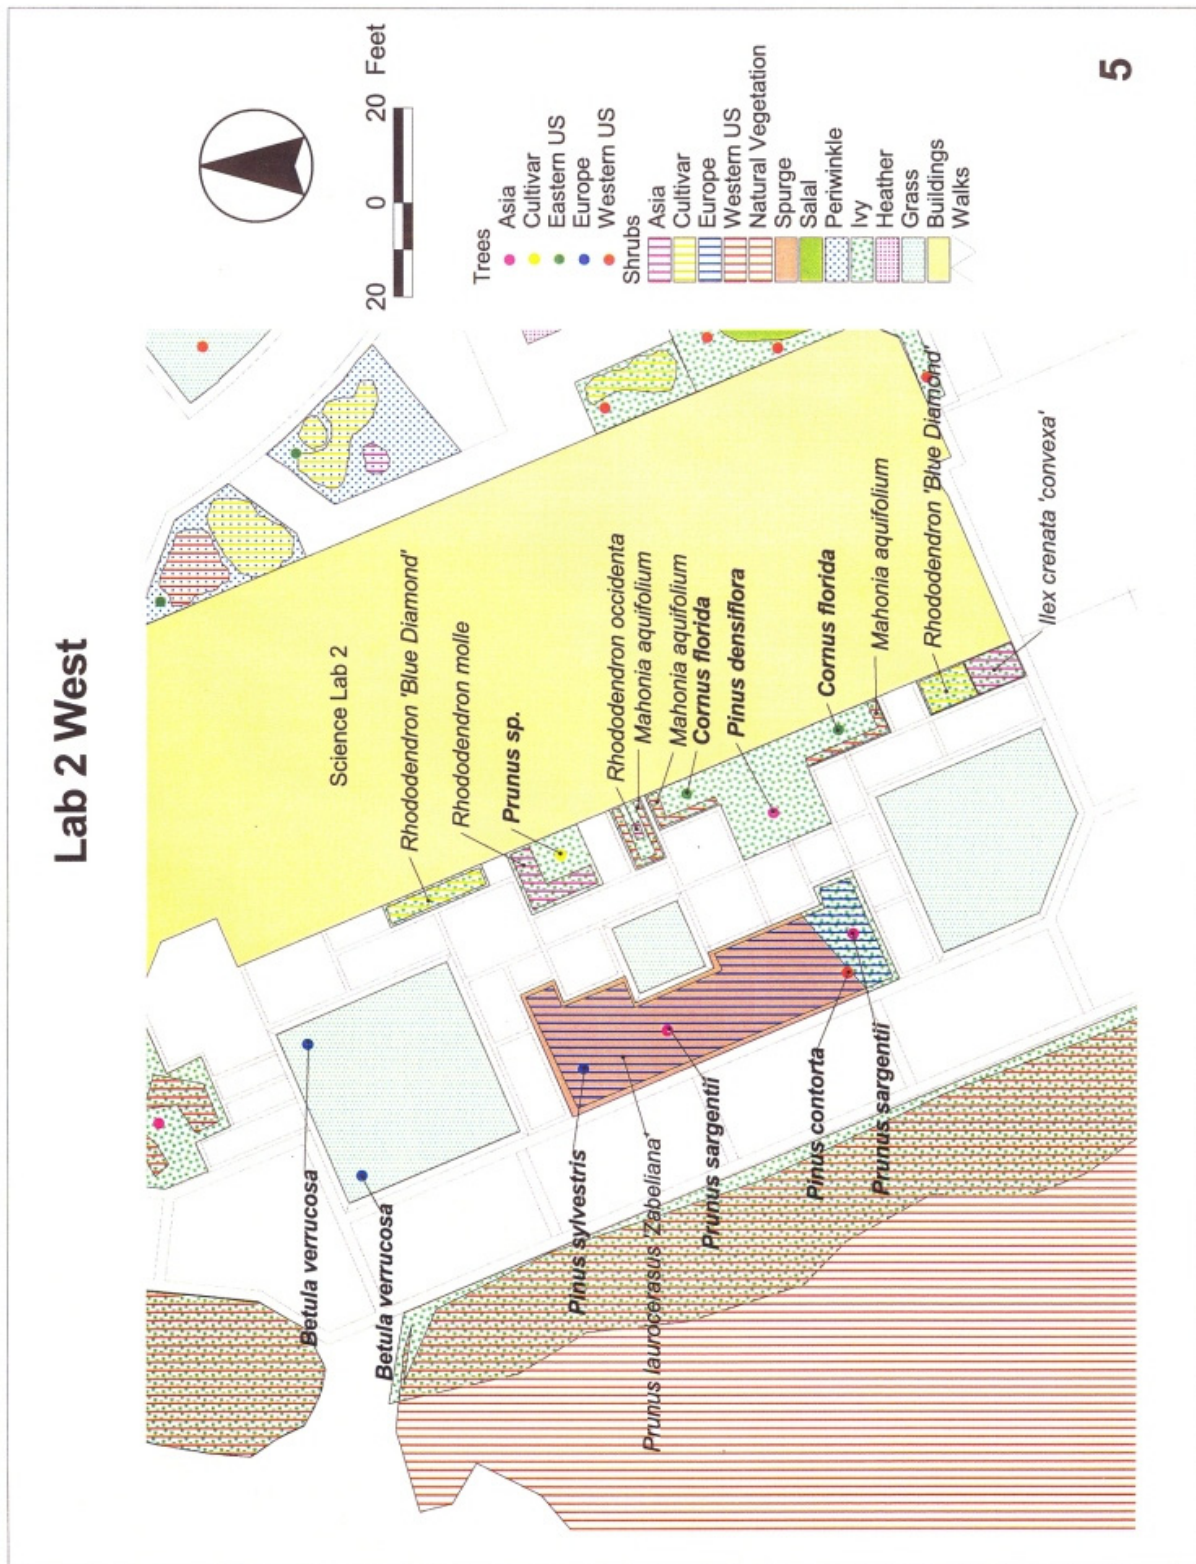 Lab 2 West
20 0 20 Feet
Trees
Asia
Cultivar
Eastern US
Europe
Western US
Shrubs
Asia
Cultivar
Europe
Western US
Natural Vegetation
Spurge
Salal
Periwinkle
Ivy
Heather
Grass
Buildings
Walks
Science Lab 2
Rhododendron 'Blue Diamond'
Rhododendron molle
Prunus sp.
Rhododendron occidenta
Mahonia aquifolium
Mahonia aquifolium
Cornus florida
Pinus densiflora
Cornus florida
Mahonia aquifolium
Rhododendron 'Blue Diamond'
Ilex crenata 'convexa'
Betula verrucosa
Betula verrucosa
Pinus sylvestris
Prunus laurocerasus 'Zabeliana'
Prunus sargentii
Pinus contorta
Prunus sargentii
5